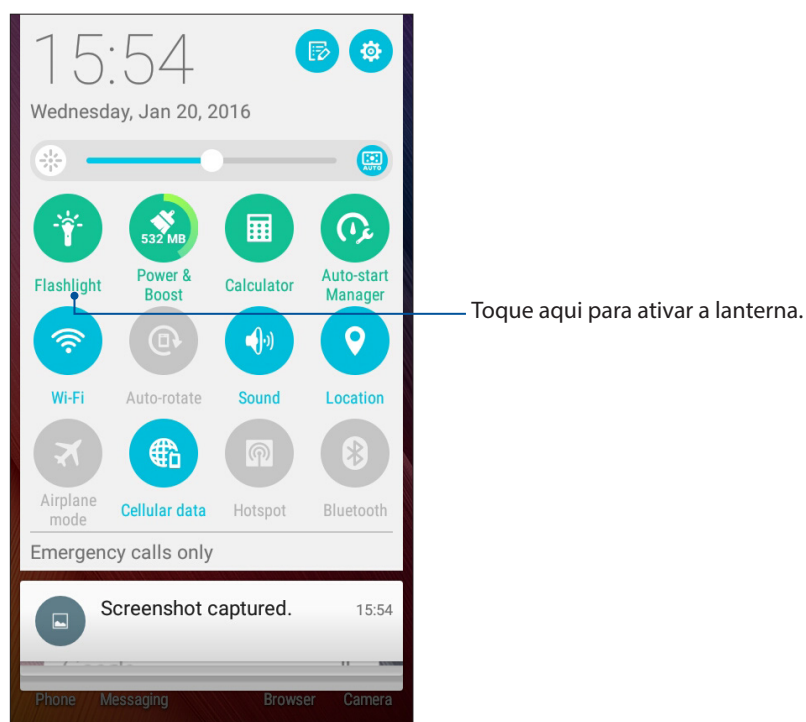 15:54
Wednesday, Jan 20, 2016
AUTO
532 MB
Flashlight
Power &
Boost
Calculator
Auto-start
Manager
Toque aqui para ativar a lanterna.
Wi-Fi
Auto-rotate
Sound
Location
Airplane
mode
Cellular data
Hotspot
Bluetooth
Emergency calls only
Screenshot captured.
15:54
Phone
Messaging
Browser
Camera